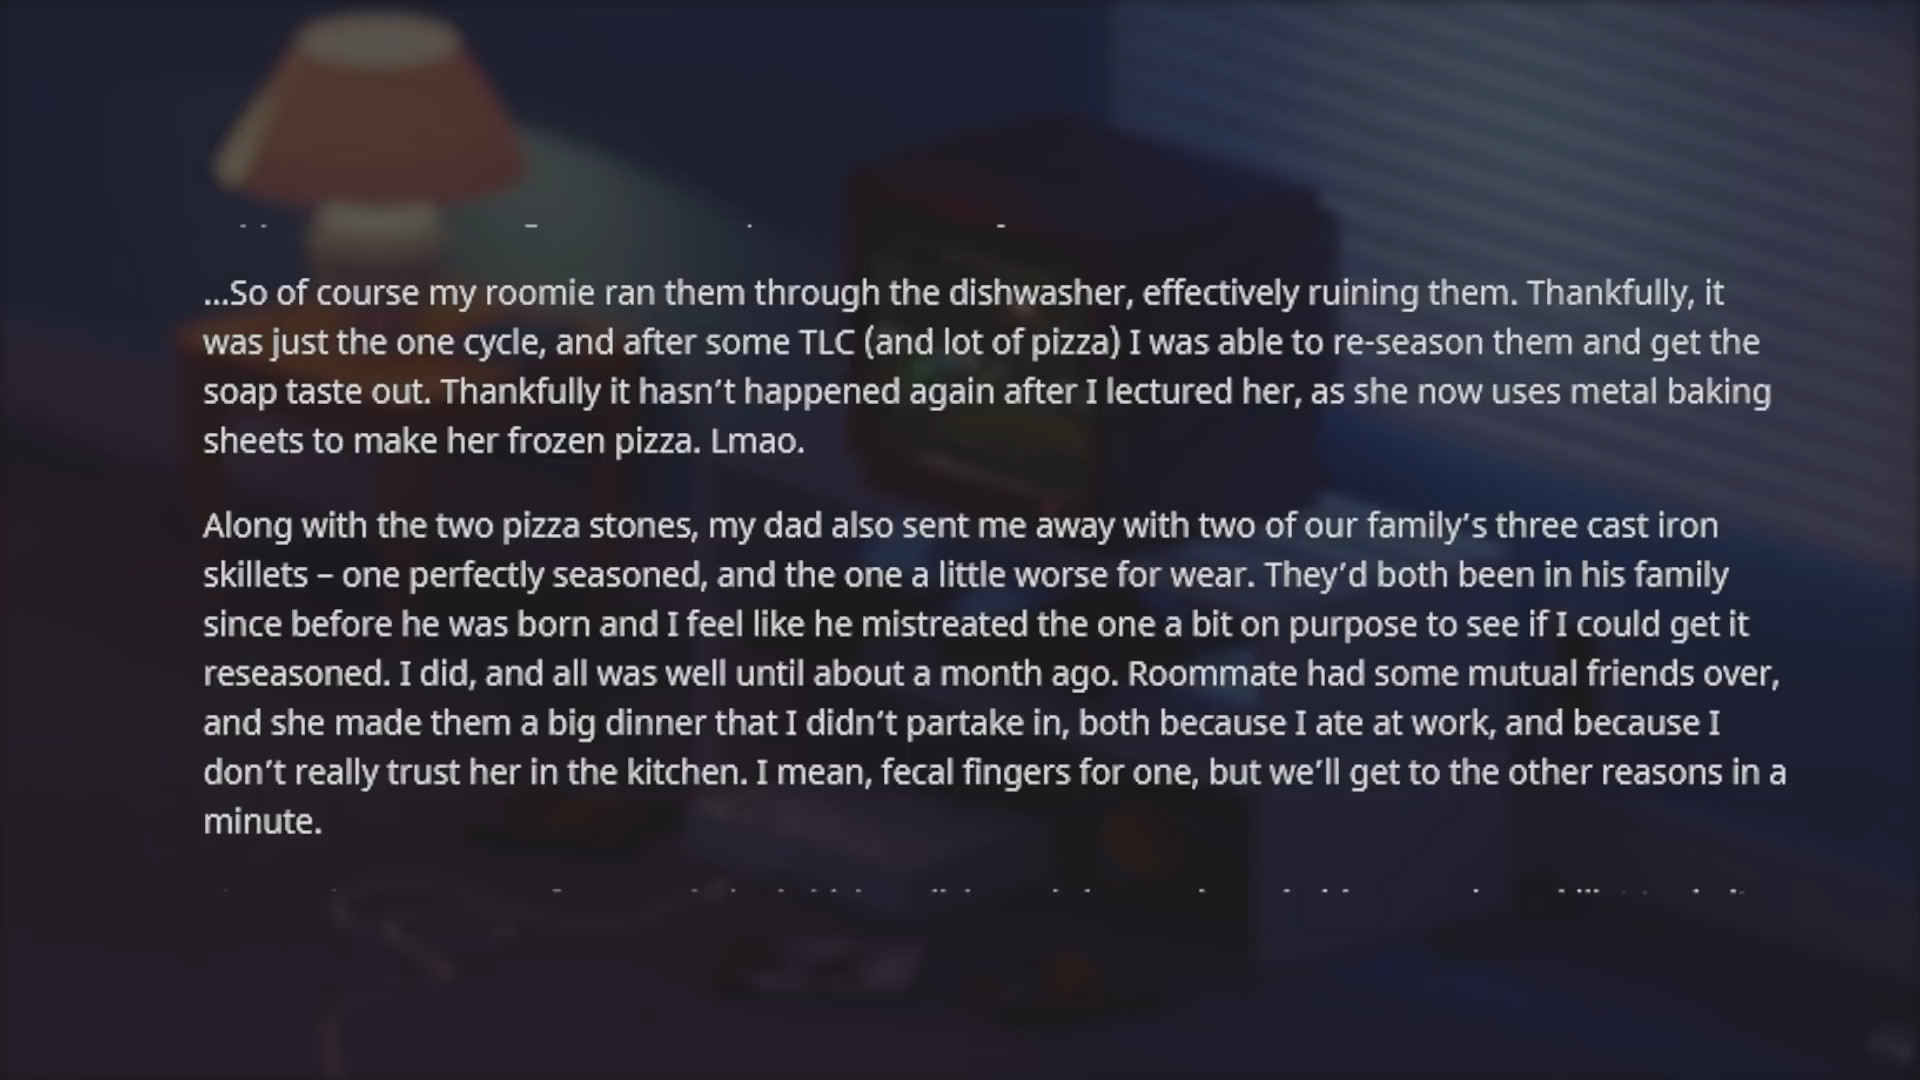 ...So of course my roomie ran them through the dishwasher, effectively ruining them. Thankfully, it
was just the one cycle, and after some TLC (and lot of pizza) I was able to re-season them and get the
soap taste out. Thankfully it hasn’t happened again after I lectured her, as she now uses metal baking
sheets to make her frozen pizza. Lmao.
Along with the two pizza stones, my dad also sent me away with two of our family’s three cast iron
skillets – one perfectly seasoned, and the one a little worse for wear. They’d both been in his family
since before he was born and I feel like he mistreated the one a bit on purpose to see if I could get it
reseasoned. I did, and all was well until about a month ago. Roommate had some mutual friends over,
and she made them a big dinner that I didn’t partake in, both because I ate at work, and because I
don’t really trust her in the kitchen. I mean, fecal fingers for one, but we’ll get to the other reasons in a
minute.